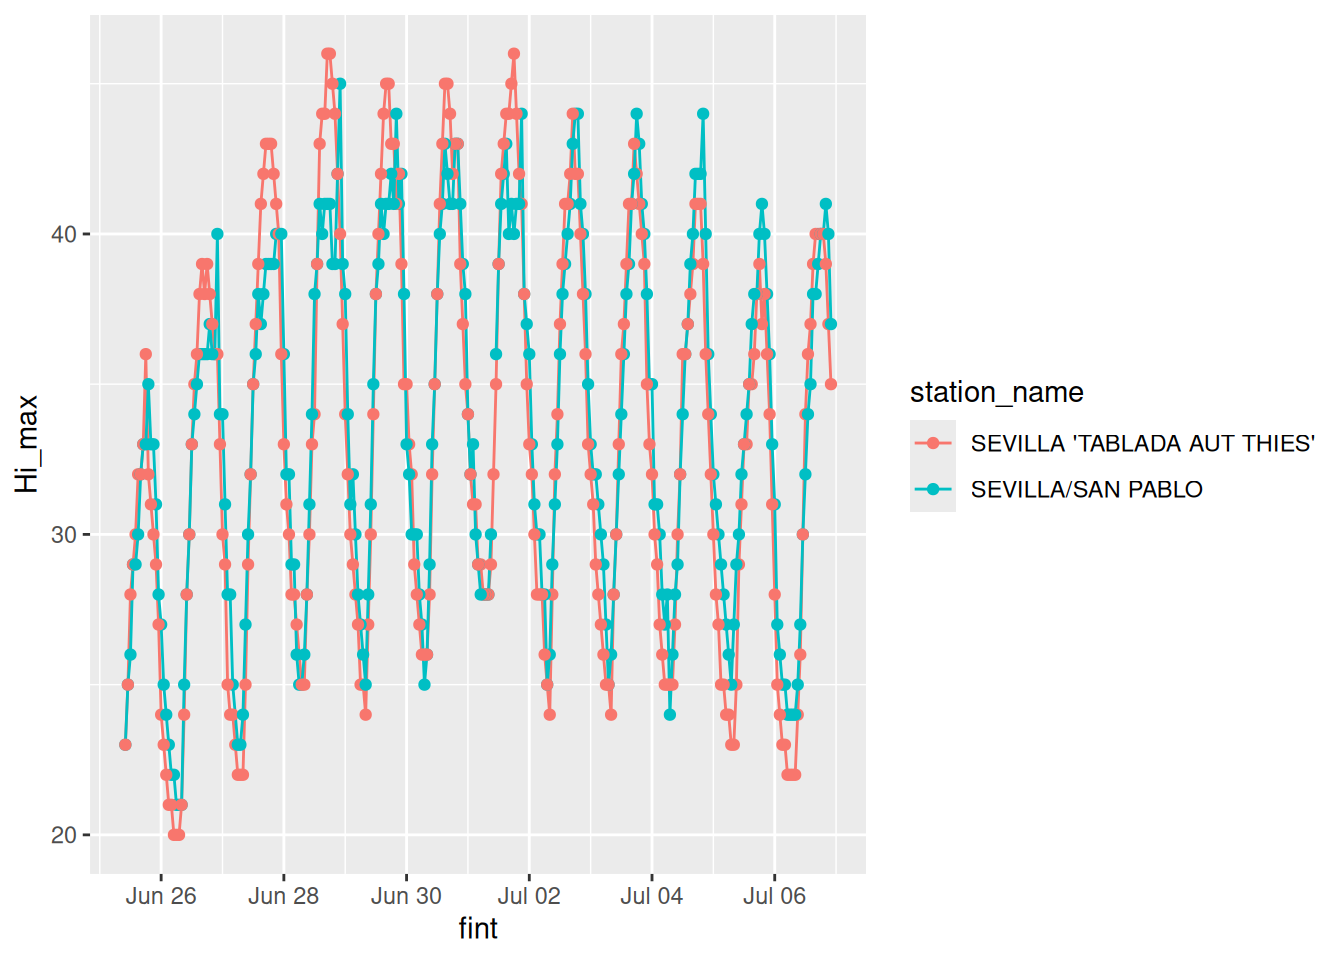 Hi_max
40
30
20
Jun 26
Jun 28
Jun 30
Jul 02
Jul 04
Jul 06
fint
station_name
SEVILLA 'TABLADA AUT THIES'
SEVILLA/SAN PABLO